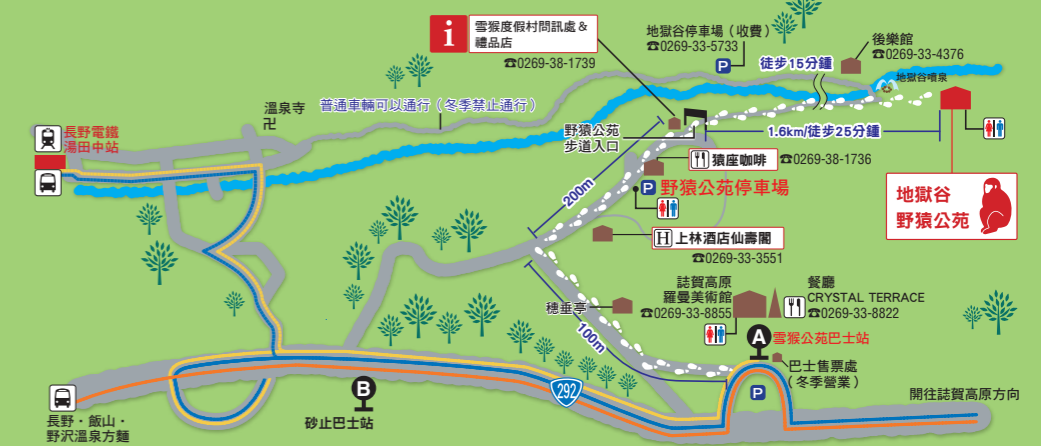 i
雪猴度假村問訊處&
禮品店
☎0269-38-1739
地獄谷停車場（收費）
☎0269-33-5733
P
後樂館
☎0269-33-4376
徒步15分鍾
地獄谷噴泉
溫泉寺
卍
普通車輛可以通行（冬季禁止通行）
長野電鐵
湯田中站
野猿公苑
步道入口
1.6km/徒步25分鍾
猿座咖啡
☎0269-38-1736
200m
P
野猿公苑停車場
地獄谷
野猿公苑
H
上林酒店仙壽閣
☎0269-33-3551
誌賀高原
羅曼美術館
☎0269-33-8855
餐廳
CRYSTAL TERRACE
☎0269-33-8822
穗垂亭
100m
A
雪猴公苑巴士站
巴士售票處
（冬季營業）
P
292
B
砂止巴士站
長野・飯山・
野沢溫泉方麵
開往誌賀高原方向